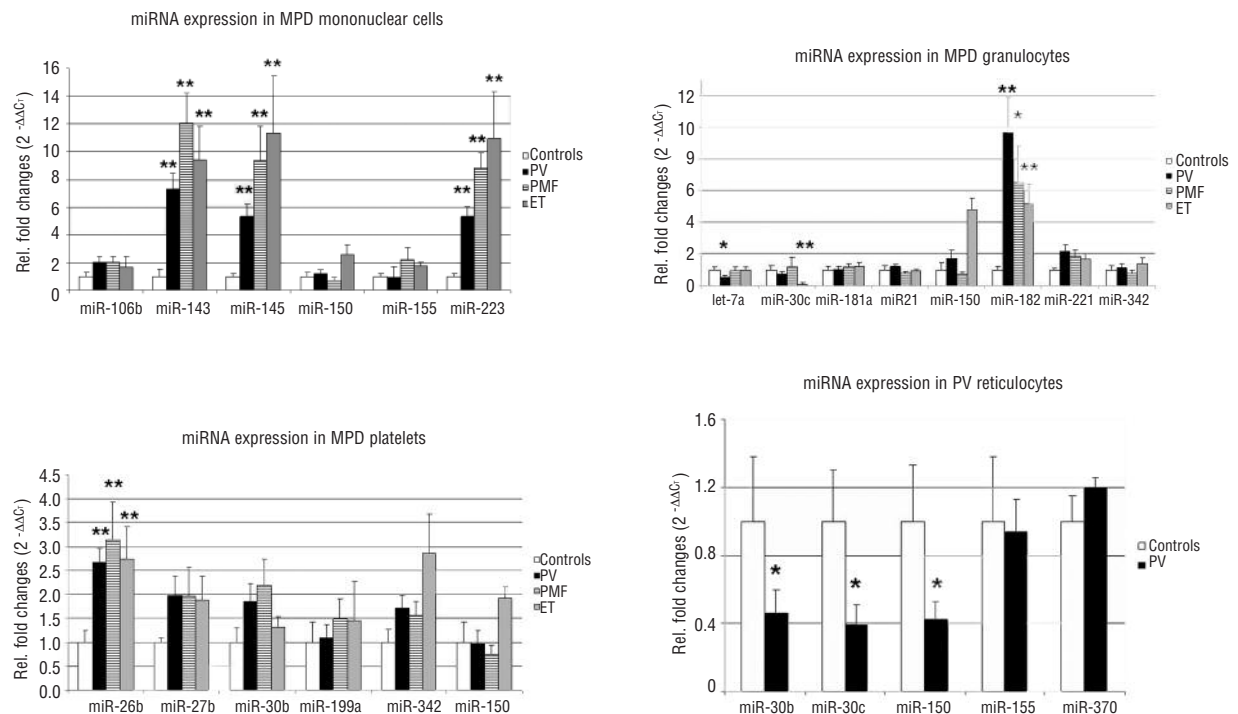 miRNA expression in MPD mononuclear cells
Rel. fold changes (2 -ΔΔCT)
16
14
12
10
8
6
4
2
0
** ** ** ** ** ** ** ** **
Controls
PV
PMF
ET
miR-106b miR-143 miR-145 miR-150 miR-155 miR-223
miRNA expression in MPD granulocytes
Rel. fold changes (2 -ΔΔCT)
12
10
8
6
4
2
0
* ** ** * **
Controls
PV
PMF
ET
let-7a miR-30c miR-181a miR21 miR-150 miR-182 miR-221 miR-342
miRNA expression in MPD platelets
Rel. fold changes (2 -ΔΔCT)
4.5
4.0
3.5
3.0
2.5
2.0
1.5
1.0
0.5
0.0
** ** **
Controls
PV
PMF
ET
miR-26b miR-27b miR-30b miR-199a miR-342 miR-150
miRNA expression in PV reticulocytes
Rel. fold changes (2 -ΔΔCT)
1.6
1.2
0.8
0.4
0
* * *
Controls
PV
miR-30b miR-30c miR-150 miR-155 miR-370